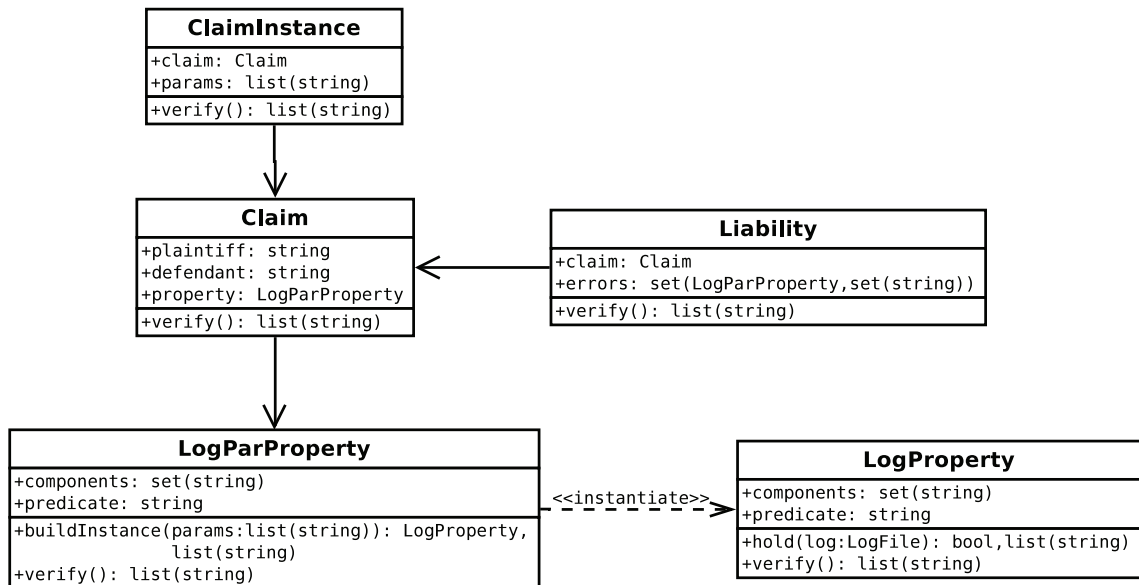 ClaimInstance
+claim: Claim
+params: list(string)
+verify(): list(string)
Claim
+plaintiff: string
+defendant: string
+property: LogParProperty
+verify(): list(string)
Liability
+claim: Claim
+errors: set(LogParProperty,set(string))
+verify(): list(string)
LogParProperty
+components: set(string)
+predicate: string
+buildInstance(params:list(string)): LogProperty,
list(string)
+verify(): list(string)
<<instantiate>>
LogProperty
+components: set(string)
+predicate: string
+hold(log:LogFile): bool,list(string)
+verify(): list(string)